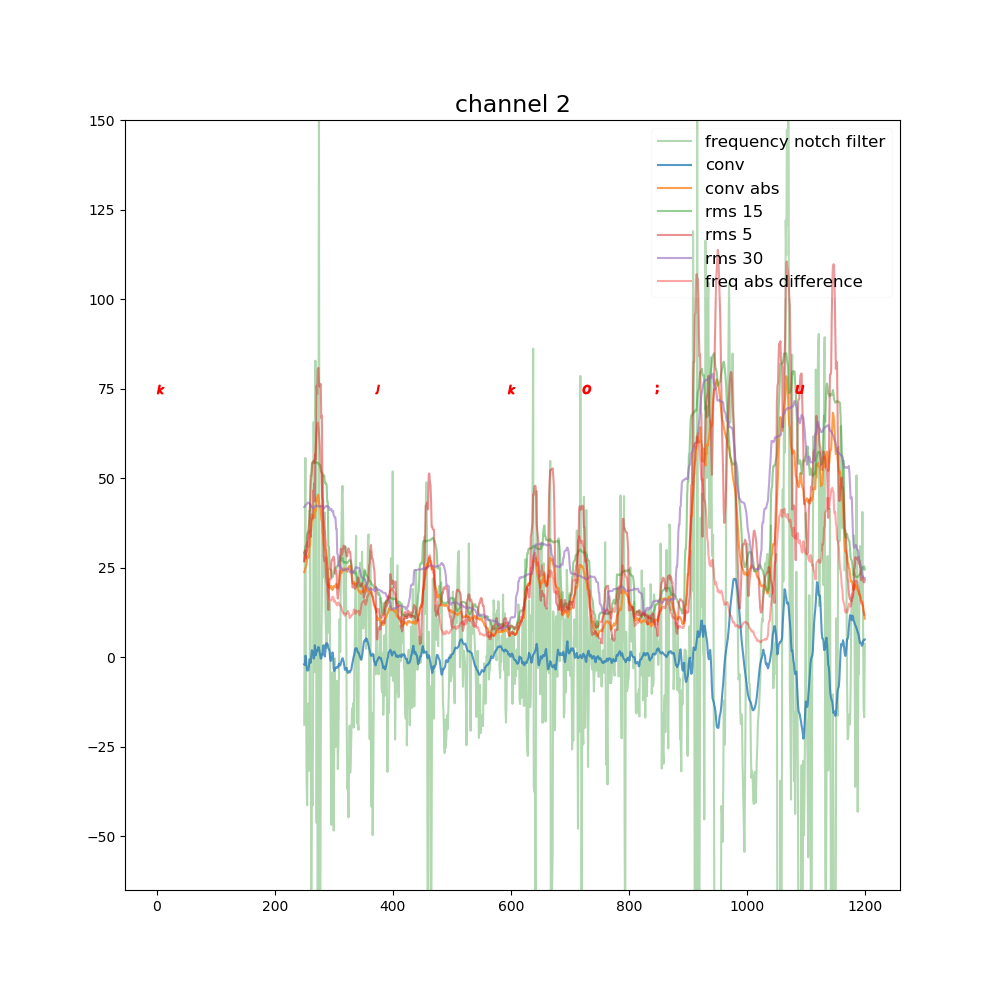 channel 2
150
125
100
75
50
25
0
−25
−50
frequency notch filter
conv
conv abs
rms 15
rms 5
rms 30
freq abs difference
k
k
o
;
u
0
200
400
600
800
1000
1200